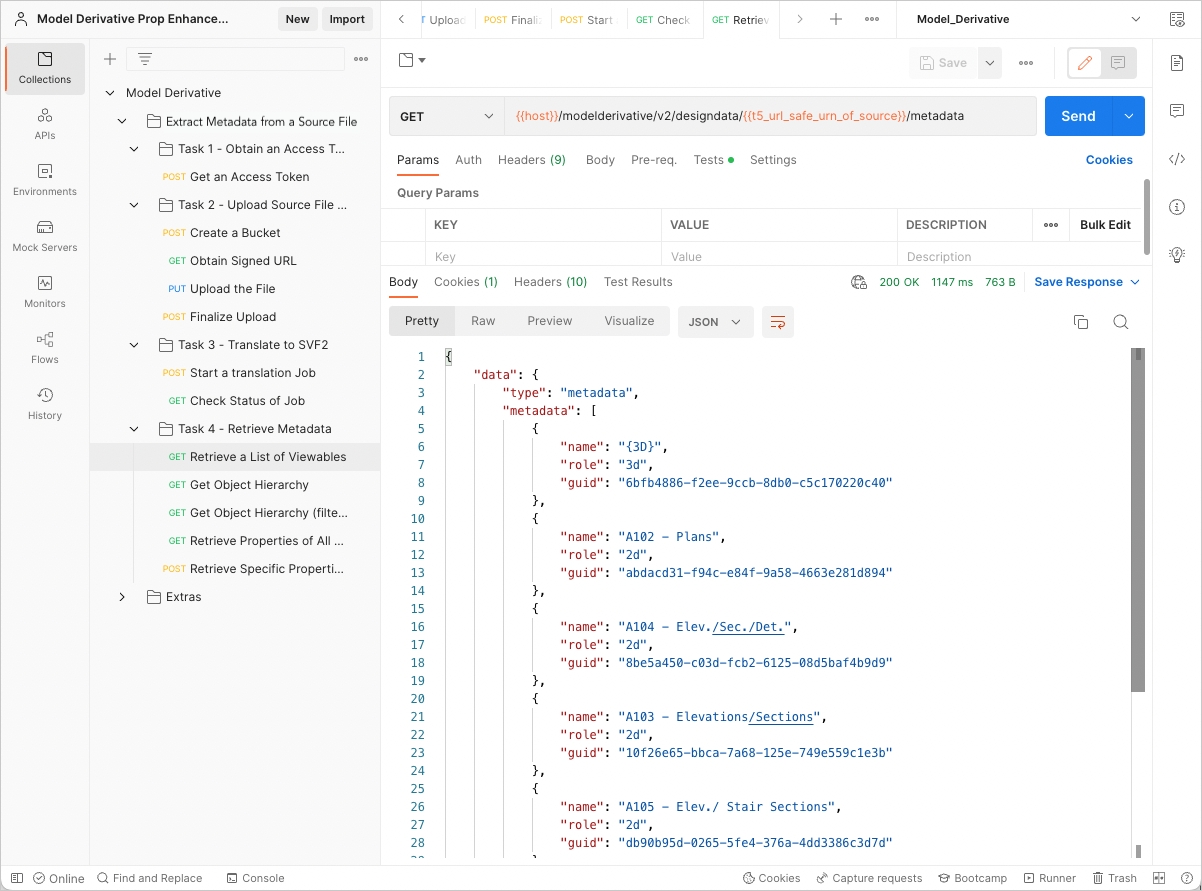 Model Derivative Prop Enhance... New Import
Upload POST Finali POST Start GET Check GET Retriev Model_Derivative
Collections
APIs
Environments
Mock Servers
Monitors
Flows
History
Model Derivative
Extract Metadata from a Source File
Task 1 - Obtain an Access T...
POST Get an Access Token
Task 2 - Upload Source File ...
POST Create a Bucket
GET Obtain Signed URL
PUT Upload the File
POST Finalize Upload
Task 3 - Translate to SVF2
POST Start a translation Job
GET Check Status of Job
Task 4 - Retrieve Metadata
GET Retrieve a List of Viewables
GET Get Object Hierarchy
GET Get Object Hierarchy (filte...
GET Retrieve Properties of All ...
POST Retrieve Specific Properti...
Extras
Save
GET {{host}}/modelderivative/v2/designdata/{{t5_url_safe_urn_of_source}}/metadata Send
Params Auth Headers (9) Body Pre-req. Tests Settings Cookies
Query Params
KEY VALUE DESCRIPTION Bulk Edit
Key Value Description
Body Cookies (1) Headers (10) Test Results 200 OK 1147 ms 763 B Save Response
Pretty Raw Preview Visualize JSON
1 {
2 "data": {
3 "type": "metadata",
4 "metadata": [
5 {
6 "name": "{3D}",
7 "role": "3d",
8 "guid": "6bfb4886-f2ee-9ccb-8db0-c5c170220c40"
9 },
10 {
11 "name": "A102 - Plans",
12 "role": "2d",
13 "guid": "abdacd31-f94c-e84f-9a58-4663e281d894"
14 },
15 {
16 "name": "A104 - Elev./Sec./Det.",
17 "role": "2d",
18 "guid": "8be5a450-c03d-fcb2-6125-08d5baf4b9d9"
19 },
20 {
21 "name": "A103 - Elevations/Sections",
22 "role": "2d",
23 "guid": "10f26e65-bbca-7a68-125e-749e559c1e3b"
24 },
25 {
26 "name": "A105 - Elev./ Stair Sections",
27 "role": "2d",
28 "guid": "db90b95d-0265-5fe4-376a-4dd3386c3d7d"
Online Find and Replace Console Cookies Capture requests Bootcamp Runner Trash